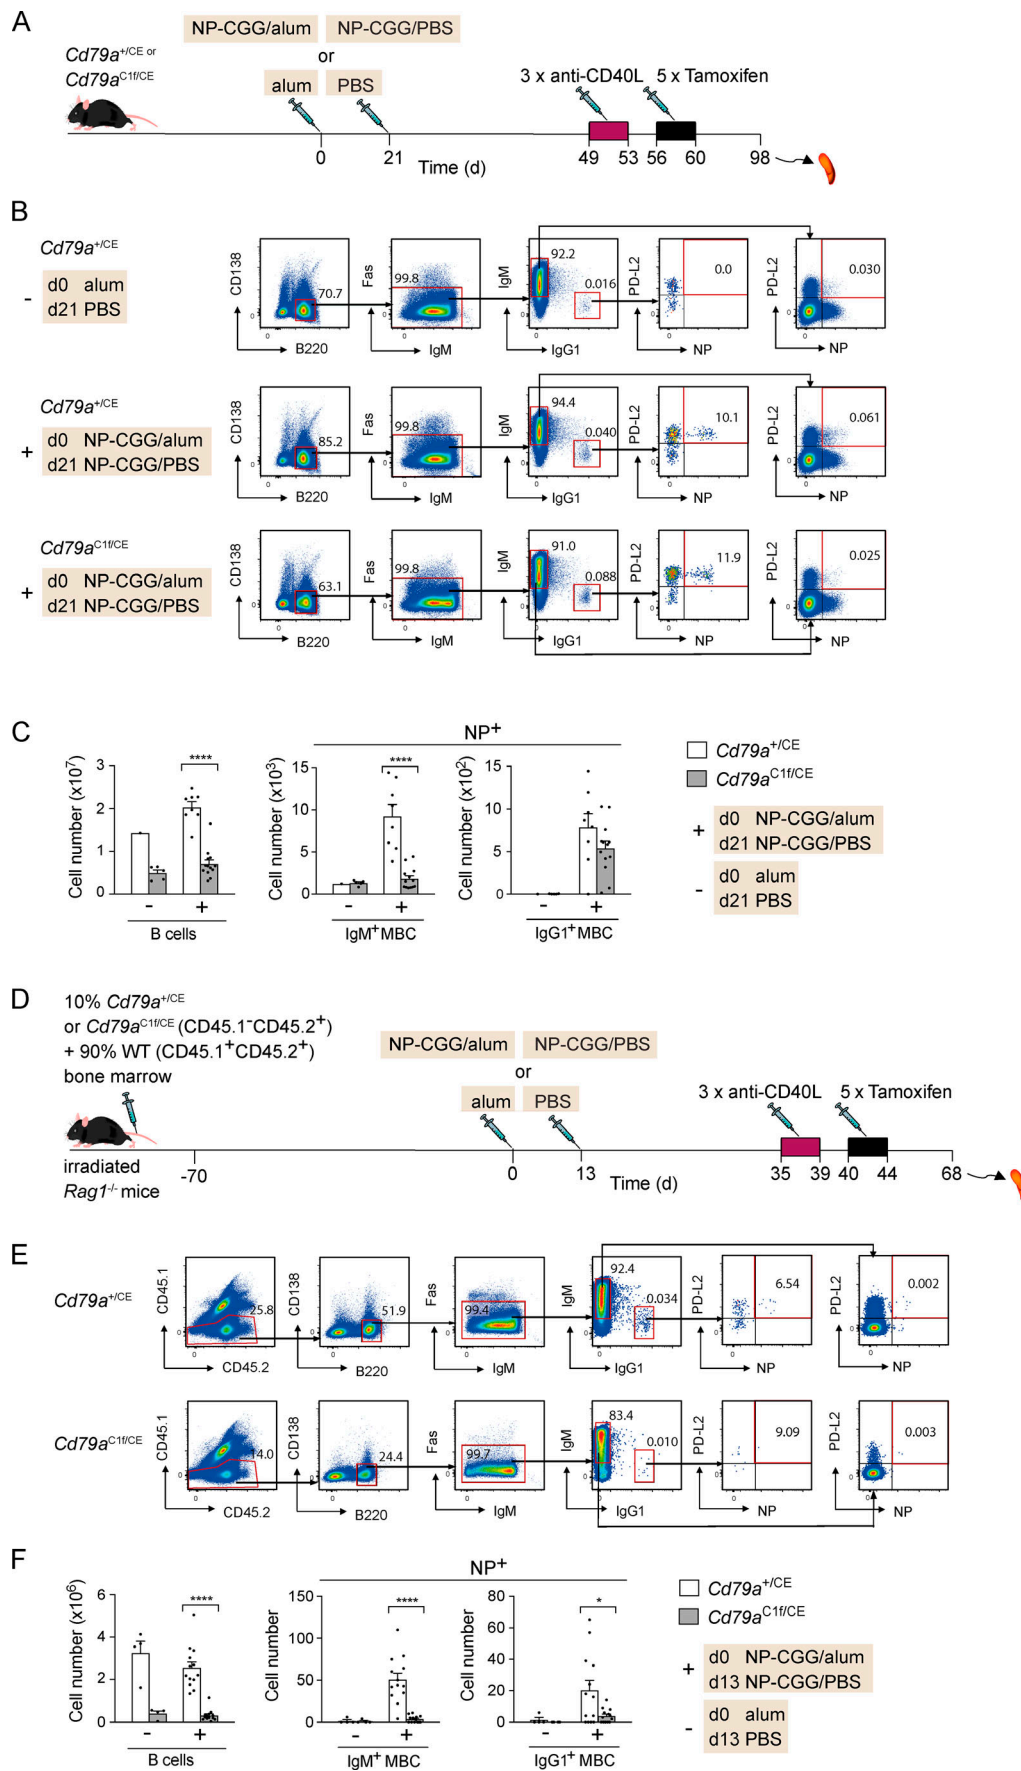 A
NP-CGG/alum NP-CGG/PBS
Cd79a+/CE or
Cd79aC1f/CE
or
alum PBS
3 x anti-CD40L 5 x Tamoxifen
0 21 49 53 56 60 98
Time (d)
B
Cd79a+/CE
- d0 alum
d21 PBS
CD138 70.7 B220
Fas 99.8 IgM
IgM 92.2 0.016 IgG1
PD-L2 0.0 NP
PD-L2 0.030 NP
Cd79a+/CE
+ d0 NP-CGG/alum
d21 NP-CGG/PBS
CD138 85.2 B220
Fas 99.8 IgM
IgM 94.4 0.040 IgG1
PD-L2 10.1 NP
PD-L2 0.061 NP
Cd79aC1f/CE
+ d0 NP-CGG/alum
d21 NP-CGG/PBS
CD138 63.1 B220
Fas 99.8 IgM
IgM 91.0 0.088 IgG1
PD-L2 11.9 NP
PD-L2 0.025 NP
C
NP+
Cell number (x10⁷)
3
2
1
0
****
- +
B cells
Cell number (x10³)
15
10
5
0
****
- +
IgM+ MBC
Cell number (x10²)
15
10
5
0
- +
IgG1+ MBC
Cd79a+/CE
Cd79aC1f/CE
+ d0 NP-CGG/alum
d21 NP-CGG/PBS
- d0 alum
d21 PBS
D
10% Cd79a+/CE
or Cd79aC1f/CE (CD45.1-CD45.2+)
+ 90% WT (CD45.1+CD45.2+)
bone marrow
NP-CGG/alum NP-CGG/PBS
or
alum PBS
3 x anti-CD40L 5 x Tamoxifen
irradiated
Rag1-/- mice
-70 0 13 35 39 40 44 68
Time (d)
E
Cd79a+/CE
CD45.1 25.8 CD45.2
CD138 51.9 B220
Fas 99.4 IgM
IgM 92.4 0.034 IgG1
PD-L2 6.54 NP
PD-L2 0.002 NP
Cd79aC1f/CE
CD45.1 14.0 CD45.2
CD138 24.4 B220
Fas 99.7 IgM
IgM 83.4 0.010 IgG1
PD-L2 9.09 NP
PD-L2 0.003 NP
F
NP+
Cell number (x10⁶)
6
4
2
0
****
- +
B cells
Cell number
150
100
50
0
****
- +
IgM+ MBC
Cell number
80
60
40
20
0
*
- +
IgG1+ MBC
Cd79a+/CE
Cd79aC1f/CE
+ d0 NP-CGG/alum
d13 NP-CGG/PBS
- d0 alum
d13 PBS